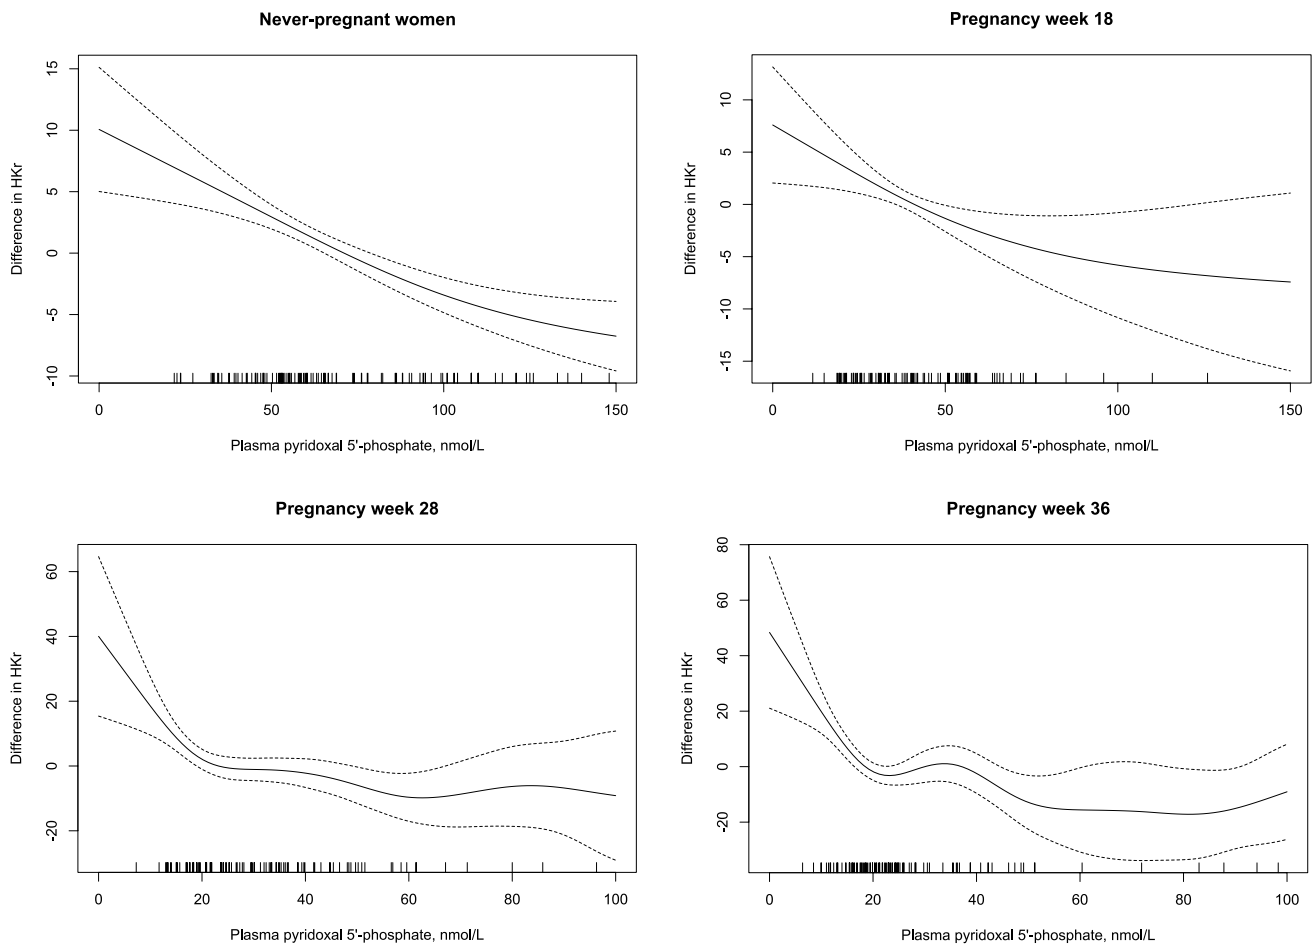 Never-pregnant women
Difference in HKr
15
10
5
0
-5
-10
0 50 100 150
Plasma pyridoxal 5'-phosphate, nmol/L
Pregnancy week 18
Difference in HKr
10
5
0
-5
-10
-15
0 50 100 150
Plasma pyridoxal 5'-phosphate, nmol/L
Pregnancy week 28
Difference in HKr
60
40
20
0
-20
0 20 40 60 80 100
Plasma pyridoxal 5'-phosphate, nmol/L
Pregnancy week 36
Difference in HKr
80
60
40
20
0
-20
0 20 40 60 80 100
Plasma pyridoxal 5'-phosphate, nmol/L